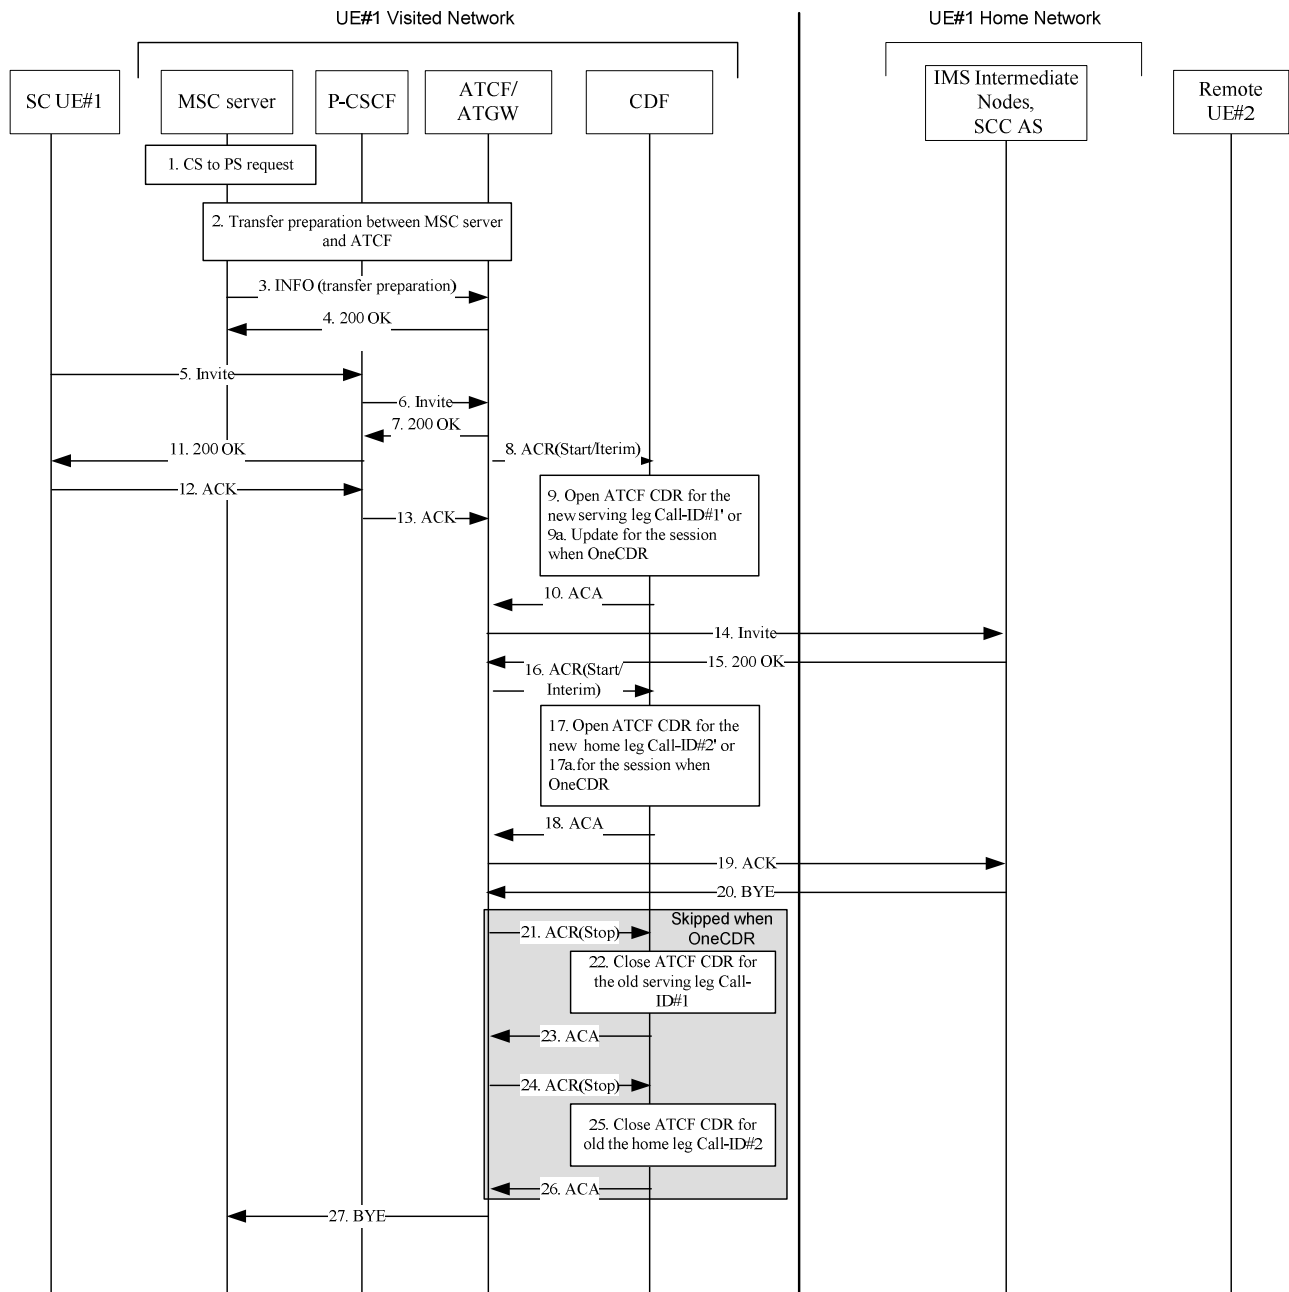 UE#1 Visited Network
UE#1 Home Network
SC UE#1
MSC server
P-CSCF
ATCF/
ATGW
CDF
IMS Intermediate
Nodes,
SCC AS
Remote
UE#2
1. CS to PS request
2. Transfer preparation between MSC server
and ATCF
3. INFO (transfer preparation)
4. 200 OK
5. Invite
6. Invite
7. 200 OK
11. 200 OK
8. ACR(Start/Iterim)
12. ACK
13. ACK
9. Open ATCF CDR for the
new serving leg Call-ID#1' or
9a. Update for the session
when OneCDR
10. ACA
14. Invite
15. 200 OK
16. ACR(Start/
Interim)
17. Open ATCF CDR for the
new home leg Call-ID#2' or
17a.for the session when
OneCDR
18. ACA
19. ACK
20. BYE
Skipped when
OneCDR
21. ACR(Stop)
22. Close ATCF CDR for
the old serving leg Call-
ID#1
23. ACA
24. ACR(Stop)
25. Close ATCF CDR for
old the home leg Call-ID#2
26. ACA
27. BYE